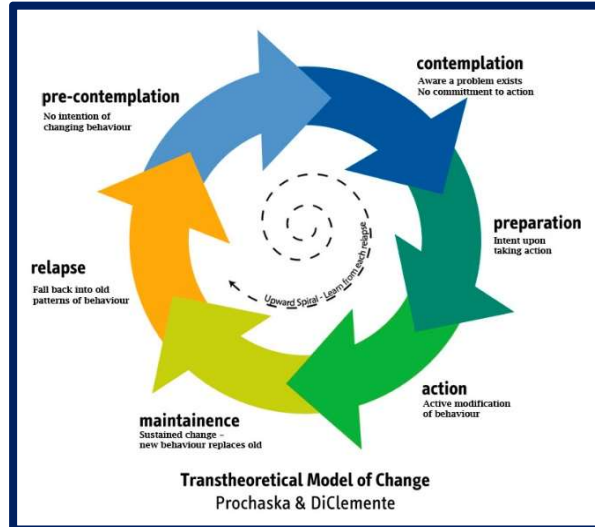 pre-contemplation
No intention of
changing behaviour
contemplation
Aware a problem exists
No committment to action
preparation
Intent upon
taking action
action
Active modification
of behaviour
maintainence
Sustained change –
new behaviour replaces old
relapse
Fall back into old
patterns of behaviour
Upward Spiral - Learn from each relapse
Transtheoretical Model of Change
Prochaska & DiClemente